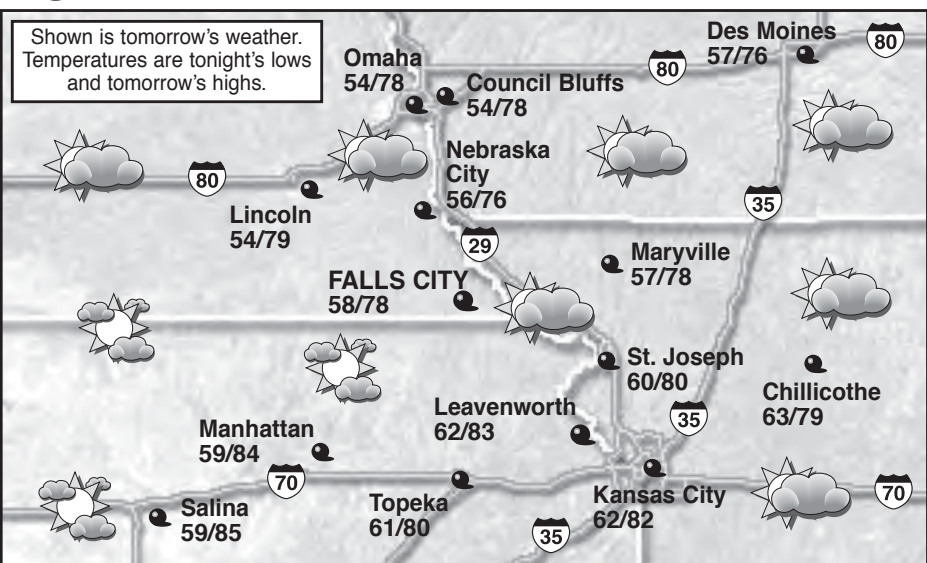 Shown is tomorrow's weather.
Temperatures are tonight's lows
and tomorrow's highs.
Des Moines
57/76
80
Omaha
54/78
80
Council Bluffs
54/78
Nebraska
City
56/76
80
Lincoln
54/79
35
29
Maryville
57/78
FALLS CITY
58/78
St. Joseph
60/80
Chillicothe
63/79
Leavenworth
62/83
35
Manhattan
59/84
70
Salina
59/85
Topeka
61/80
Kansas City
62/82
70
35